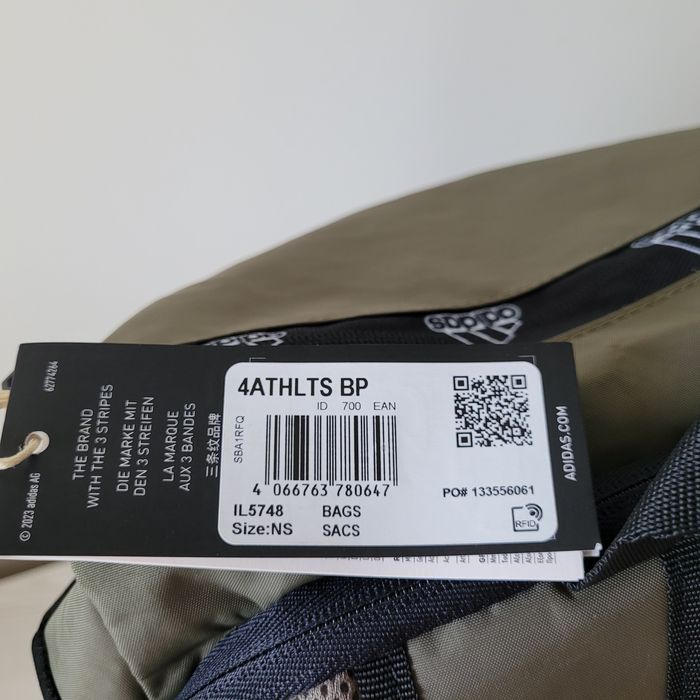 62774264
THE BRAND
WITH THE 3 STRIPES
DIE MARKE MIT
DEN 3 STREIFEN
LA MARQUE
AUX 3 BANDES
三条纹品牌
© 2023 adidas AG
4ATHLTS BP
ID 700 EAN
SBA1RFQ
4 066763 780647
IL5748 BAGS
Size:NS SACS
PO# 133556061
RFID
ADIDAS.COM
adidas